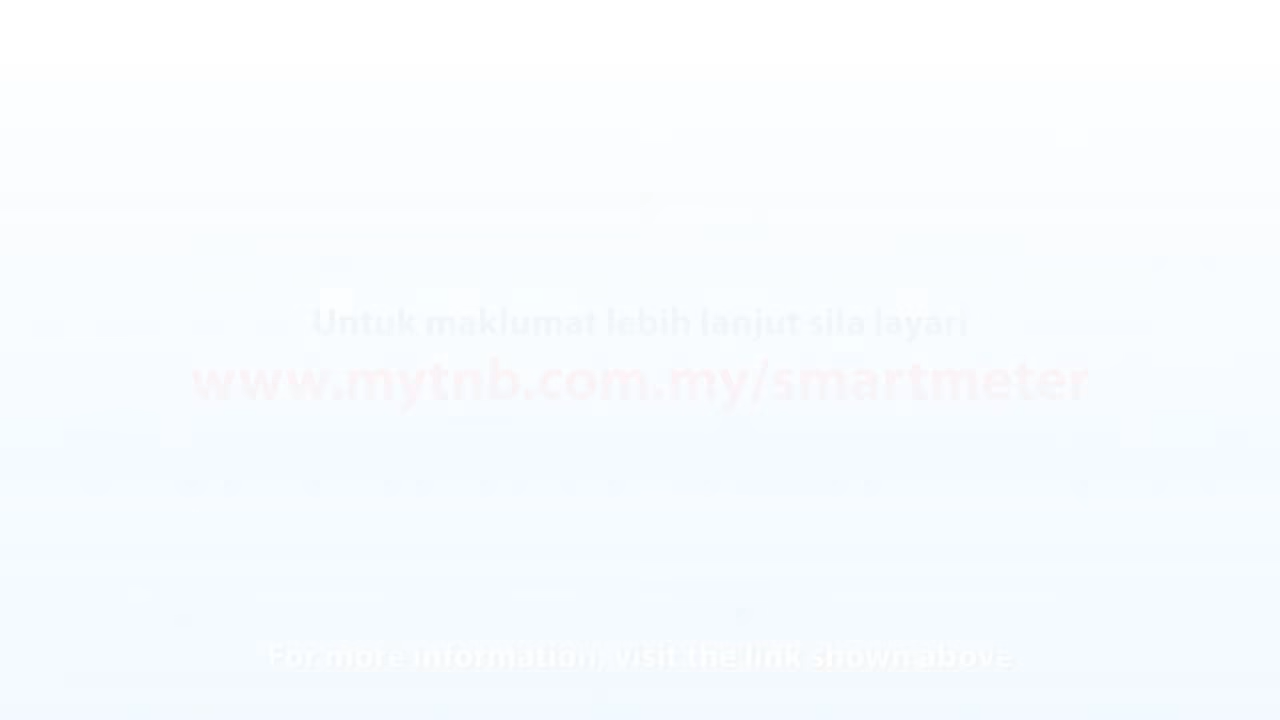 Untuk maklumat lebih lanjut sila layari
www.mytnb.com.my/smartmeter
For more information, visit the link shown above